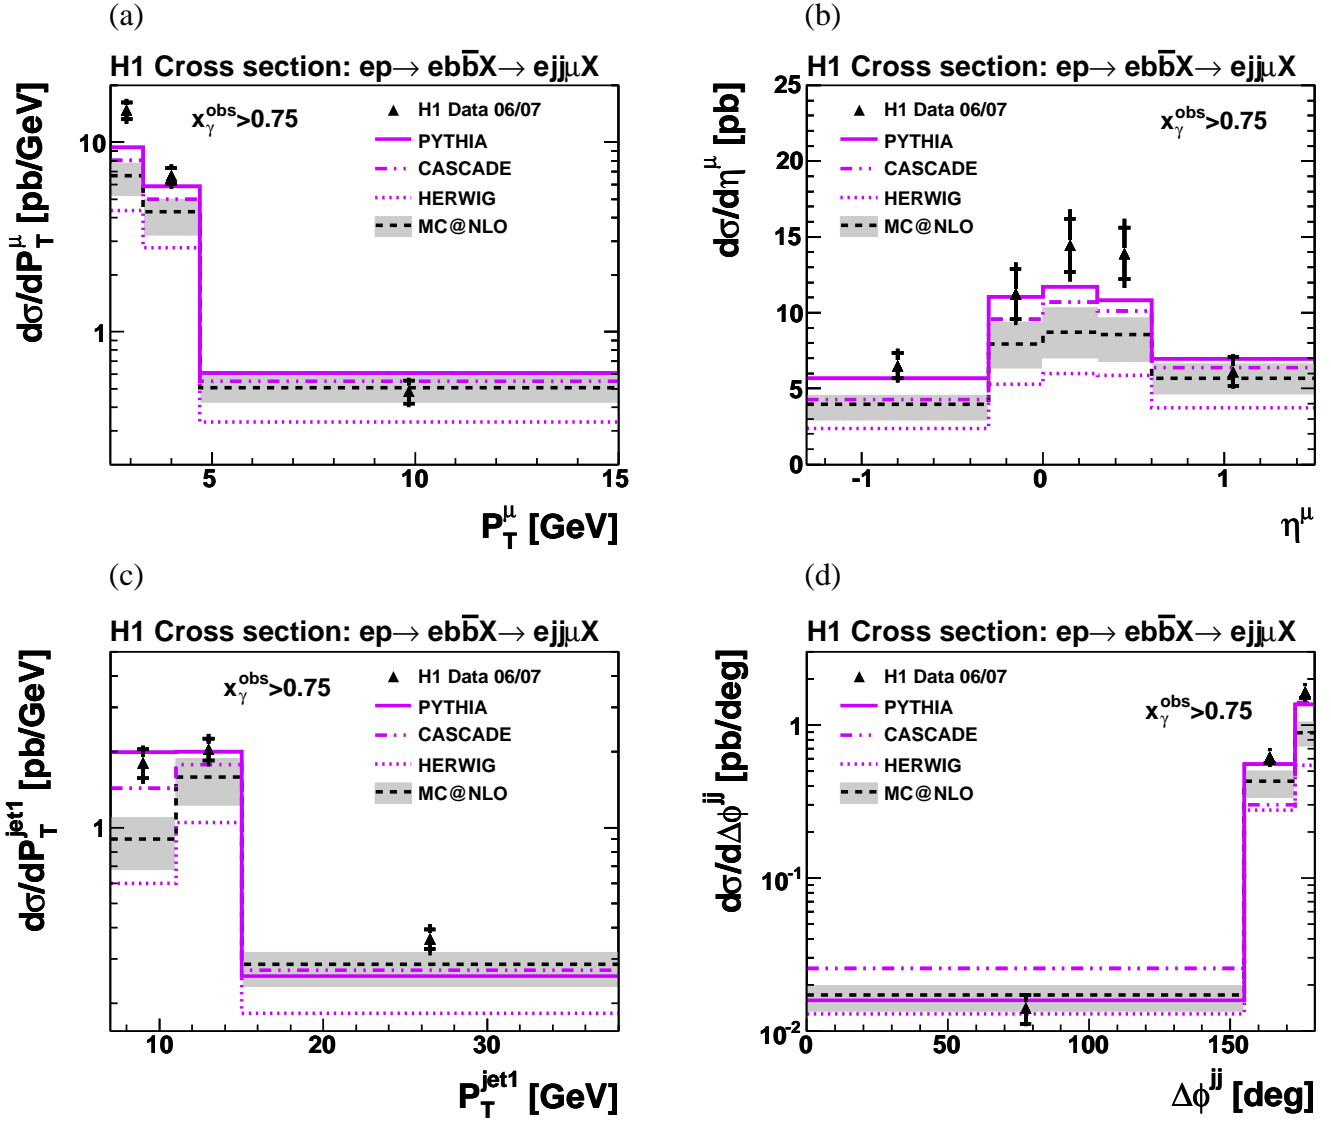 (a)
H1 Cross section: ep→ ebb̅X→ ejjμX
dσ/dP_T^μ [pb/GeV]
x_γ^obs>0.75
H1 Data 06/07
PYTHIA
CASCADE
HERWIG
MC@NLO
10
1
5
10
15
P_T^μ [GeV]
(b)
H1 Cross section: ep→ ebb̅X→ ejjμX
dσ/dη^μ [pb]
H1 Data 06/07
PYTHIA
CASCADE
HERWIG
MC@NLO
x_γ^obs>0.75
25
20
15
10
5
0
-1
0
1
η^μ
(c)
H1 Cross section: ep→ ebb̅X→ ejjμX
dσ/dP_T^jet1 [pb/GeV]
x_γ^obs>0.75
H1 Data 06/07
PYTHIA
CASCADE
HERWIG
MC@NLO
1
10
20
30
P_T^jet1 [GeV]
(d)
H1 Cross section: ep→ ebb̅X→ ejjμX
dσ/dΔφ^jj [pb/deg]
H1 Data 06/07
PYTHIA
CASCADE
HERWIG
MC@NLO
x_γ^obs>0.75
1
10^-1
10^-2
0
50
100
150
Δφ^jj [deg]